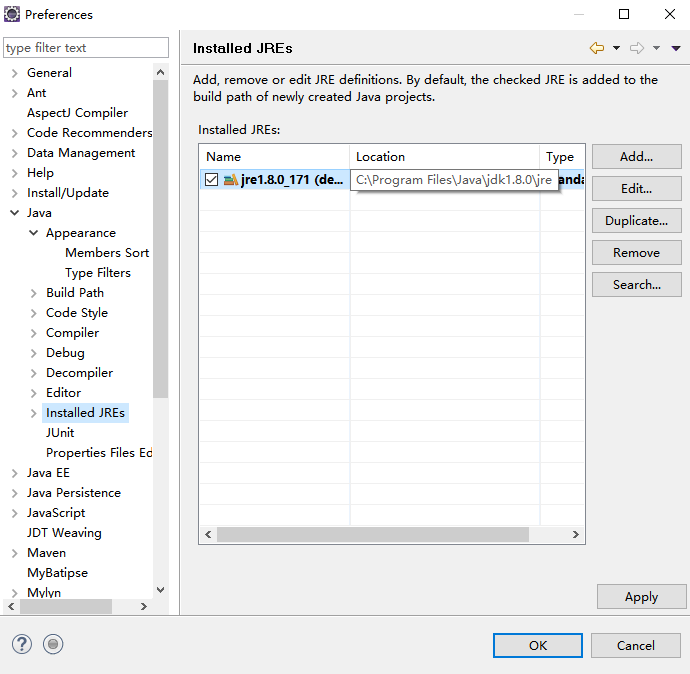 Preferences
type filter text
General
Ant
AspectJ Compiler
Code Recommenders
Data Management
Help
Install/Update
Java
Appearance
Members Sort
Type Filters
Build Path
Code Style
Compiler
Debug
Decompiler
Editor
Installed JREs
JUnit
Properties Files Ed
Java EE
Java Persistence
JavaScript
JDT Weaving
Maven
MyBatipse
Mylyn
Installed JREs
Add, remove or edit JRE definitions. By default, the checked JRE is added to the
build path of newly created Java projects.
Installed JREs:
Name Location Type
jre1.8.0_171 (de... C:\Program Files\Java\jdk1.8.0\jre anda
Add...
Edit...
Duplicate...
Remove
Search...
Apply
OK Cancel